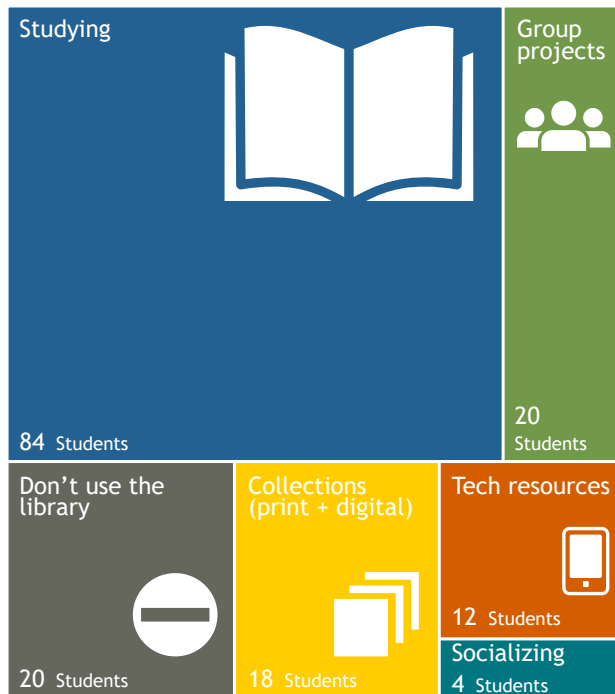 Studying
84 Students
Group
projects
20
Students
Don’t use the
library
20 Students
Collections
(print + digital)
18 Students
Tech resources
12 Students
Socializing
4 Students